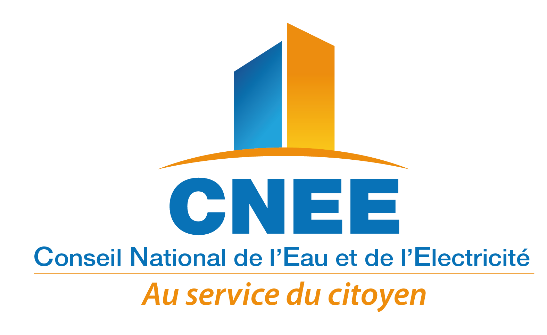 CNEE
Conseil National de l'Eau et de l'Electricité
Au service du citoyen